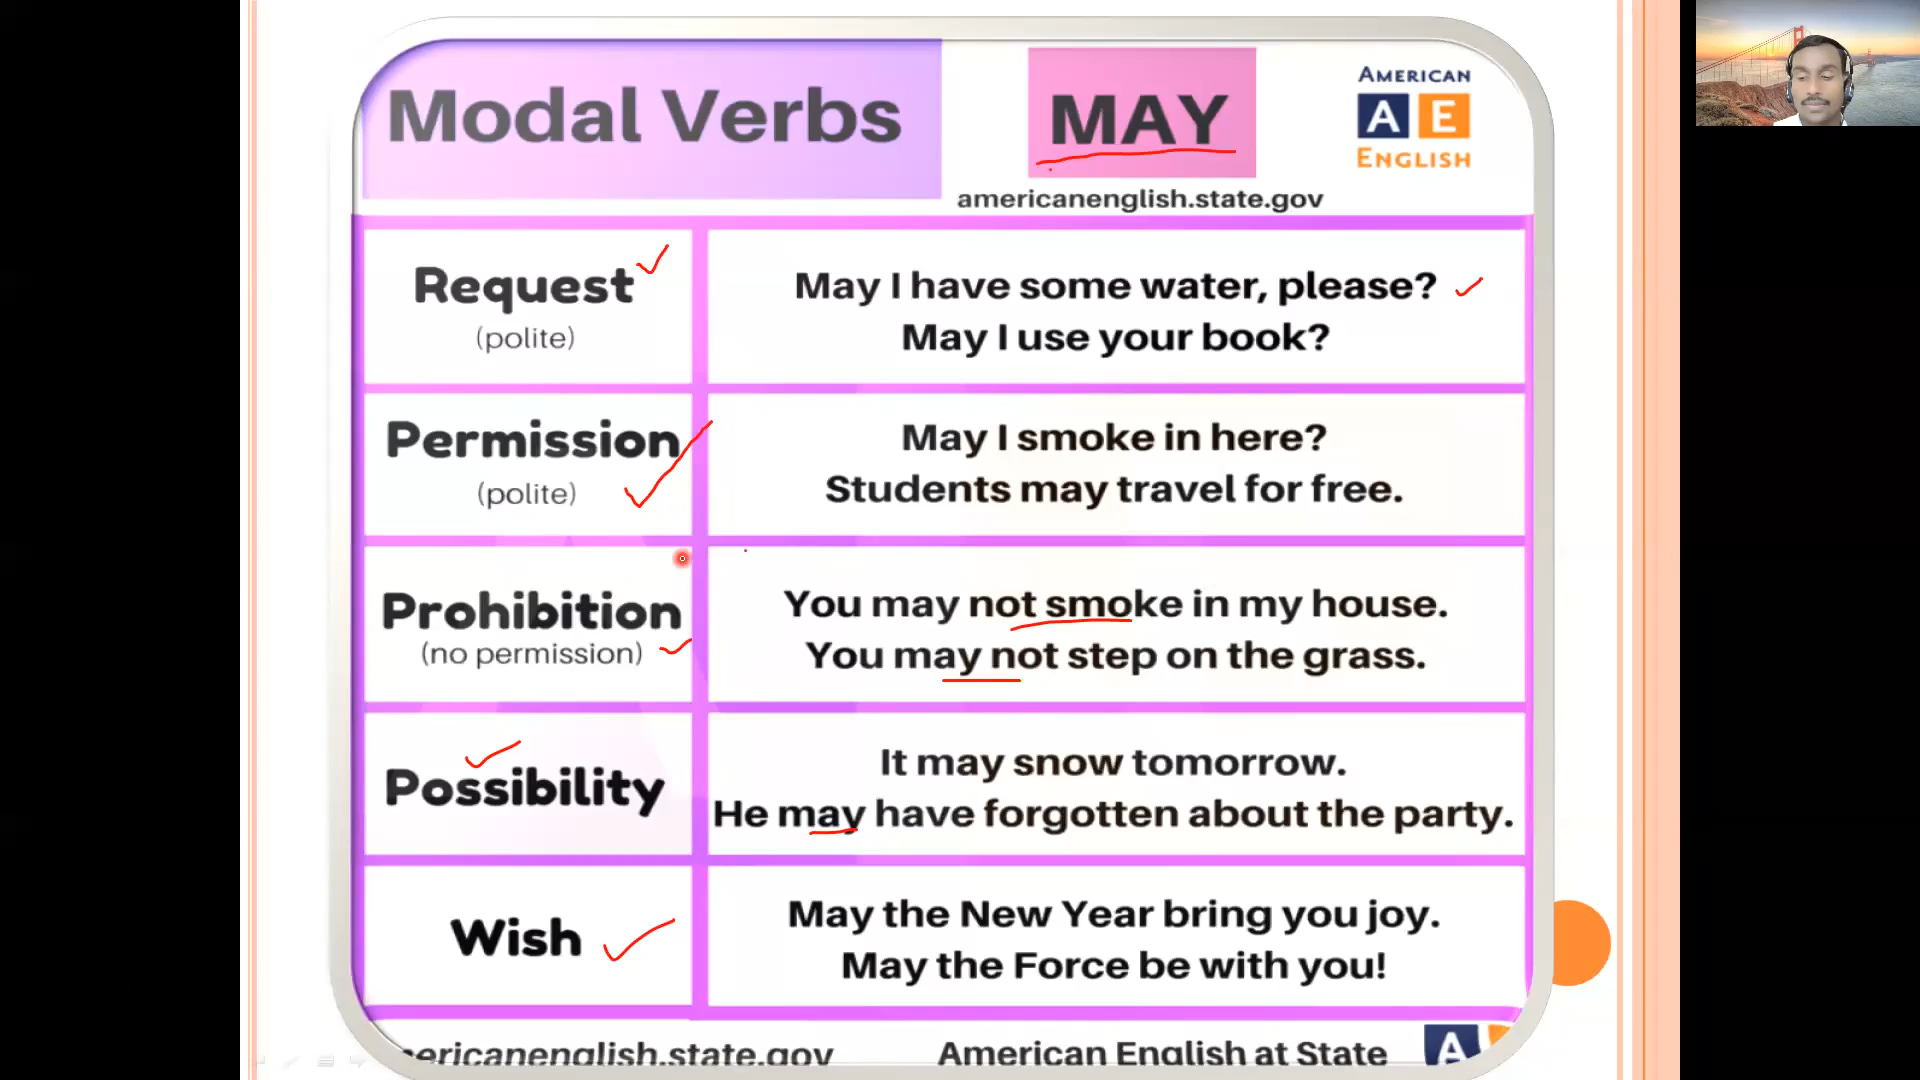 Modal Verbs
MAY
AMERICAN
A E
ENGLISH
americanenglish.state.gov
Request
(polite)
May I have some water, please?
May I use your book?
Permission
(polite)
May I smoke in here?
Students may travel for free.
Prohibition
(no permission)
You may not smoke in my house.
You may not step on the grass.
Possibility
It may snow tomorrow.
He may have forgotten about the party.
Wish
May the New Year bring you joy.
May the Force be with you!
ericanenglish.state.gov
American English at State
A